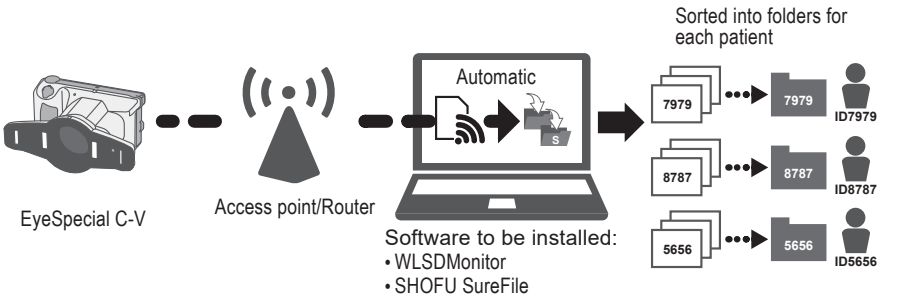 Sorted into folders for
each patient
Automatic
S
7979
7979
ID7979
8787
8787
ID8787
5656
5656
ID5656
EyeSpecial C-V
Access point/Router
Software to be installed:
• WLSDMonitor
• SHOFU SureFile